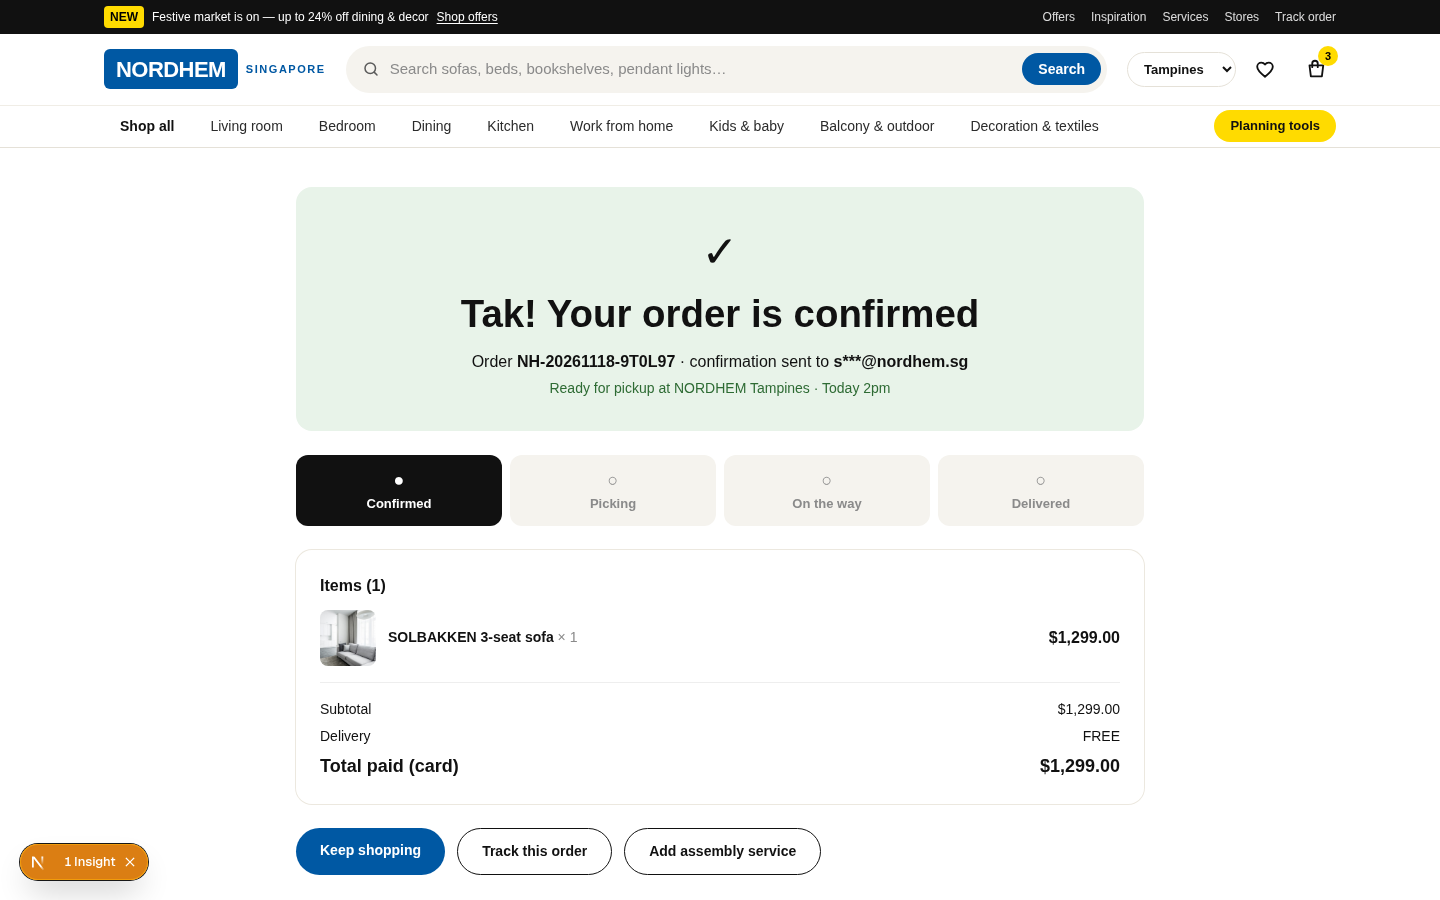 NEW Festive market is on — up to 24% off dining & decor Shop offers
Offers Inspiration Services Stores Track order
NORDHEM SINGAPORE
Search sofas, beds, bookshelves, pendant lights…
Search
Tampines
3
Shop all Living room Bedroom Dining Kitchen Work from home Kids & baby Balcony & outdoor Decoration & textiles Planning tools
✓
Tak! Your order is confirmed
Order NH-20261118-9T0L97 · confirmation sent to s***@nordhem.sg
Ready for pickup at NORDHEM Tampines · Today 2pm
● Confirmed
○ Picking
○ On the way
○ Delivered
Items (1)
SOLBAKKEN 3-seat sofa × 1 $1,299.00
Subtotal $1,299.00
Delivery FREE
Total paid (card) $1,299.00
Keep shopping Track this order Add assembly service
1 Insight